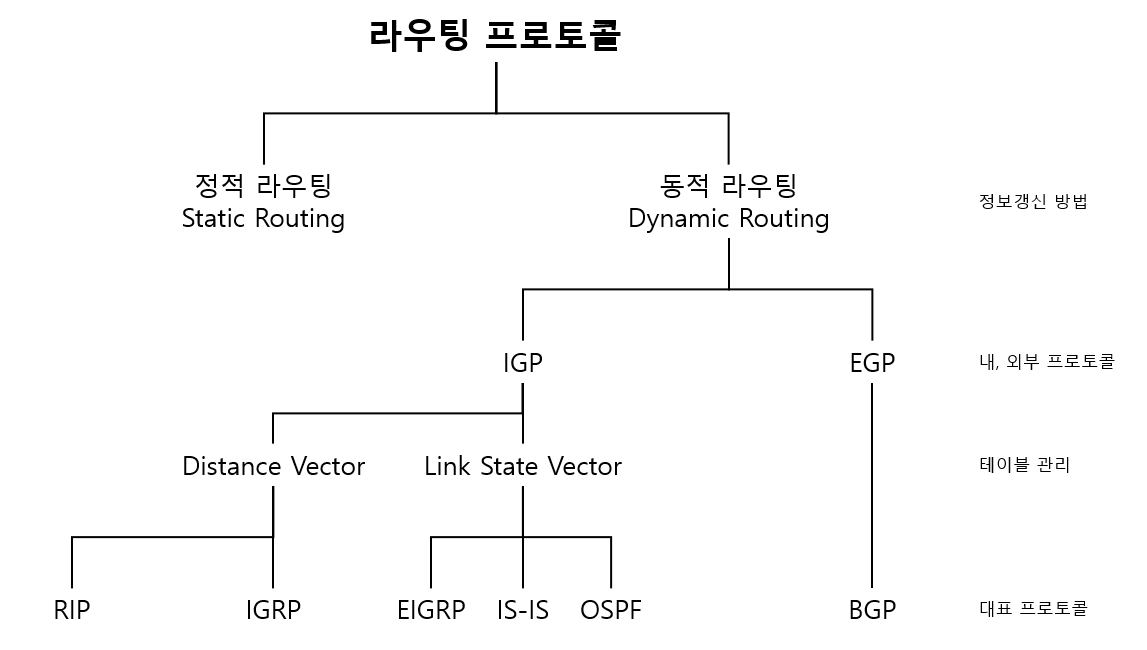 라우팅 프로토콜
정적 라우팅
Static Routing
동적 라우팅
Dynamic Routing
정보갱신 방법
IGP
EGP
내, 외부 프로토콜
Distance Vector
Link State Vector
테이블 관리
RIP
IGRP
EIGRP
IS-IS
OSPF
BGP
대표 프로토콜